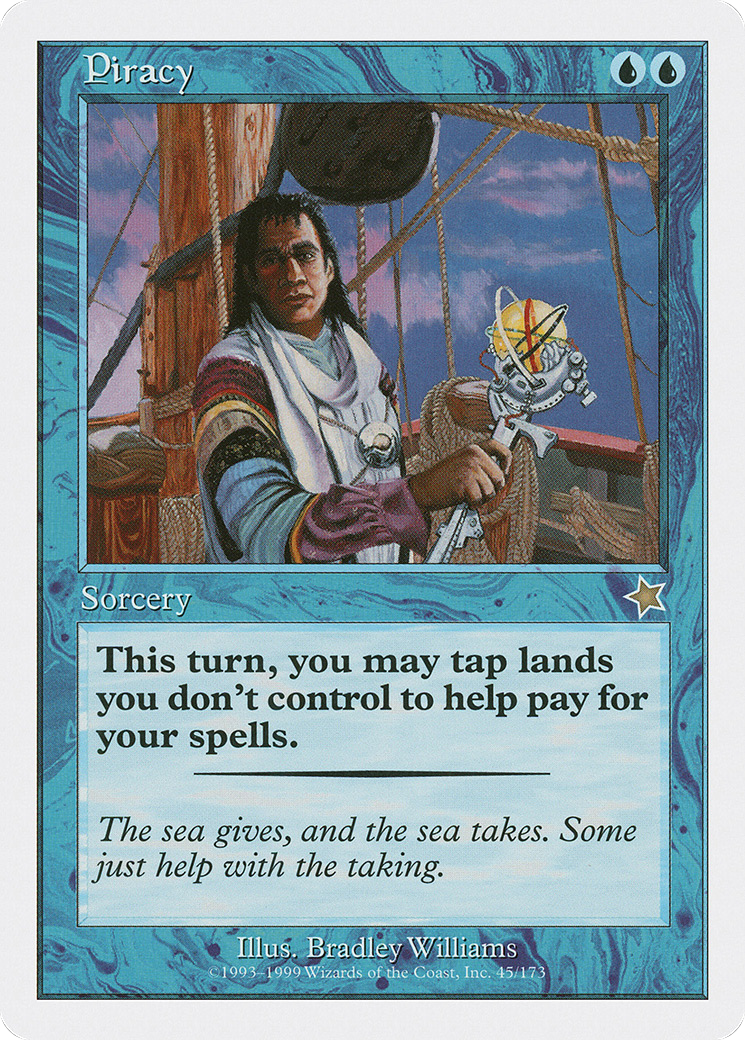 Piracy
Sorcery
This turn, you may tap lands
you don't control to help pay for
your spells.
The sea gives, and the sea takes. Some
just help with the taking.
Illus. Bradley Williams
©1993–1999 Wizards of the Coast, Inc. 45/173